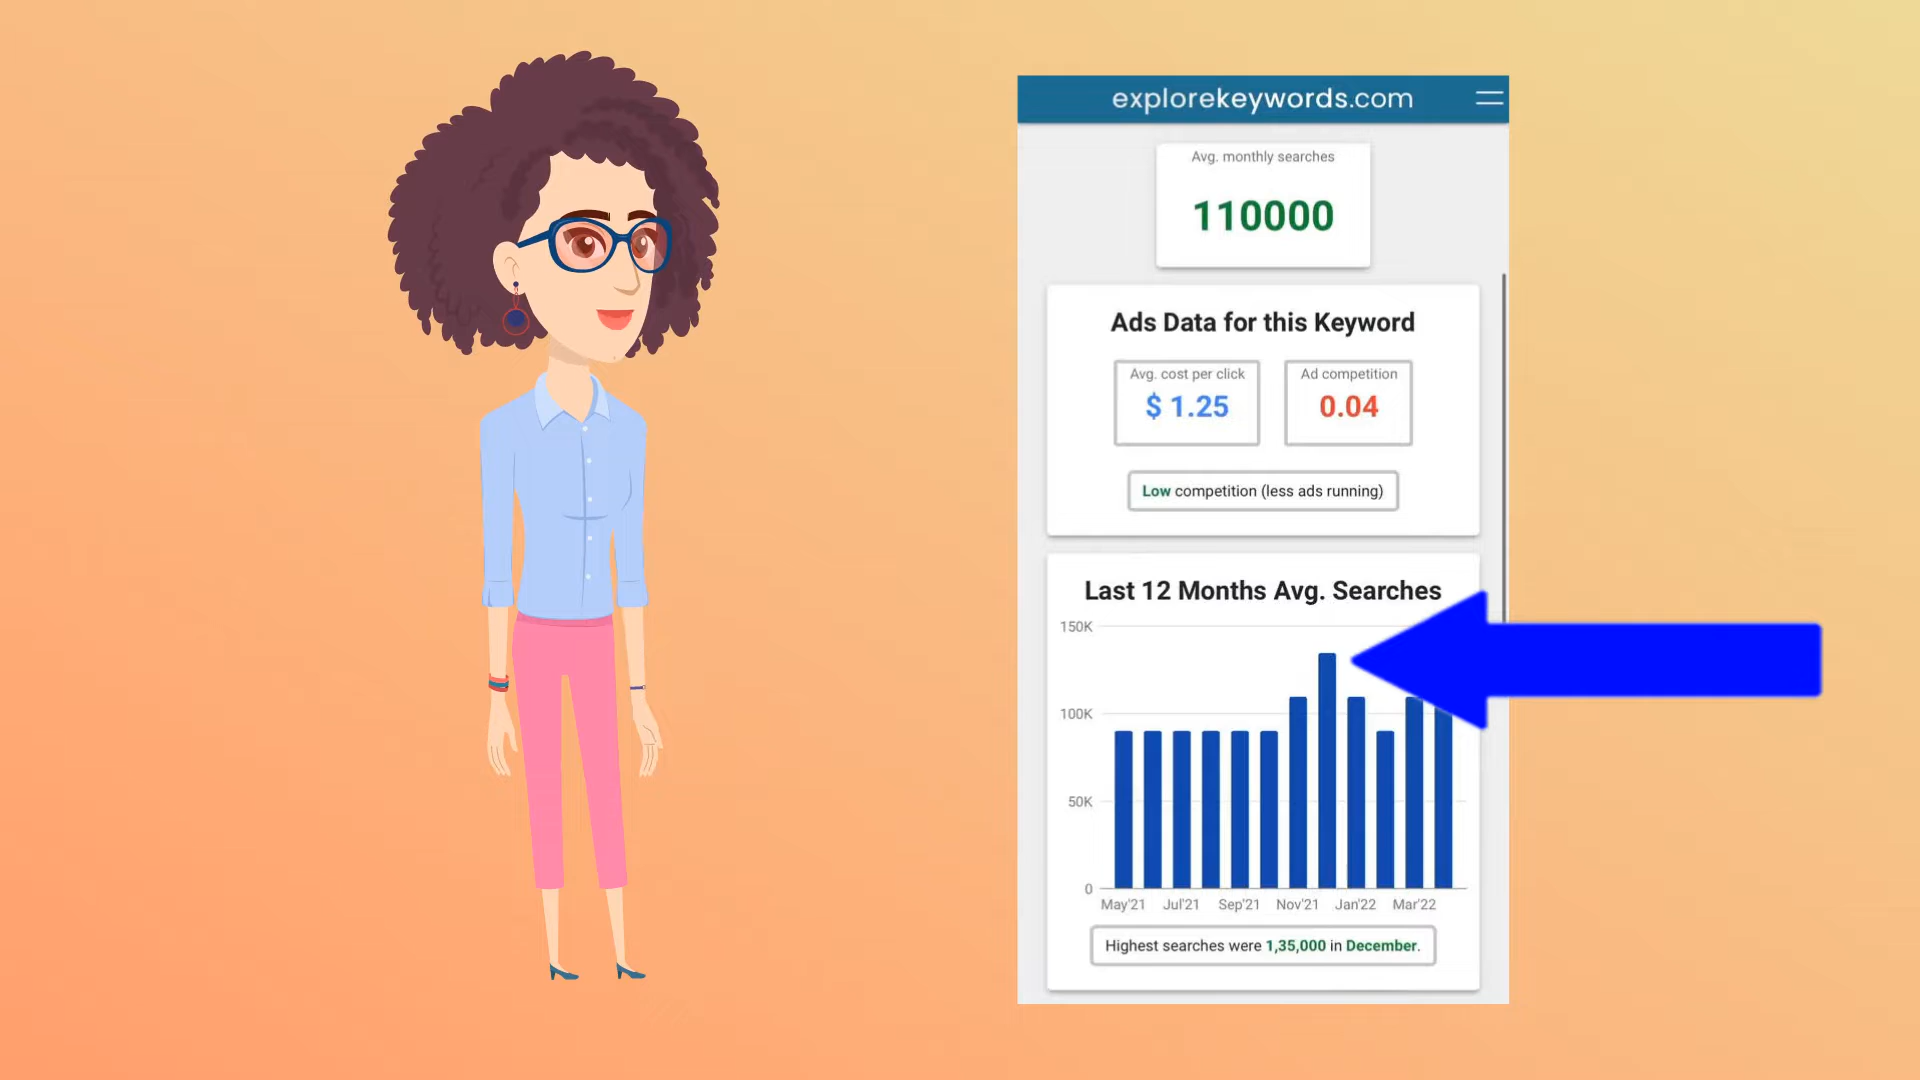 explorekeywords.com
Avg. monthly searches
110000
Ads Data for this Keyword
Avg. cost per click
$ 1.25
Ad competition
0.04
Low competition (less ads running)
Last 12 Months Avg. Searches
150K
100K
50K
0
May'21 Jul'21 Sep'21 Nov'21 Jan'22 Mar'22
Highest searches were 1,35,000 in December.